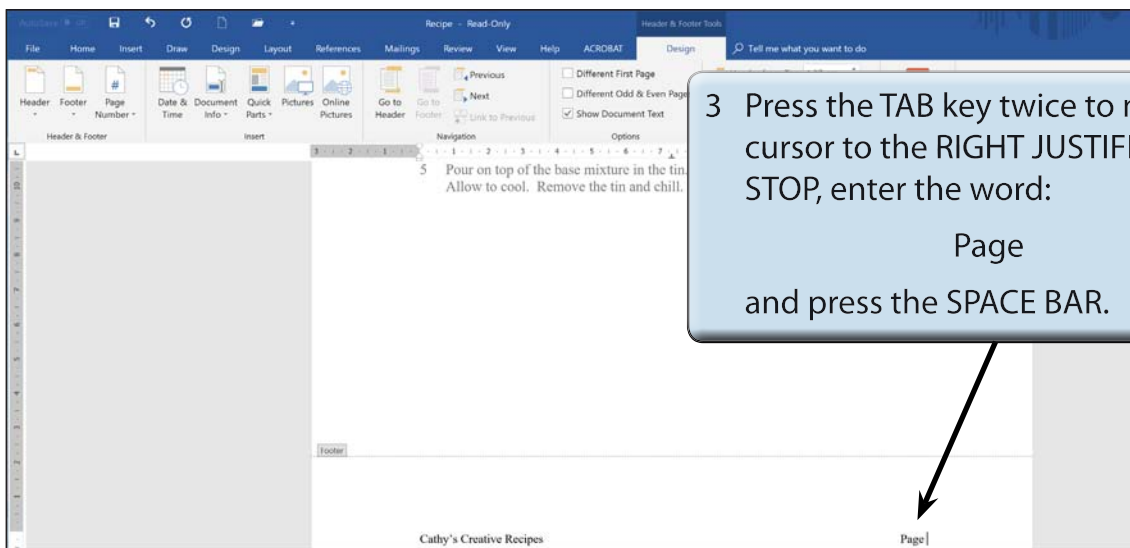 AutoSave
Recipe - Read-Only
Header & Footer Tools
File Home Insert Draw Design Layout References Mailings Review View Help ACROBAT Design Tell me what you want to do
Header Footer Page Number Date & Time Document Info Quick Parts Pictures Online Pictures Go to Header Go to Footer Previous Next Link to Previous
Different First Page
Different Odd & Even Page
Show Document Text
Header & Footer Insert Navigation Options
3 Press the TAB key twice to
cursor to the RIGHT JUSTIF
STOP, enter the word:
Page
and press the SPACE BAR.
5 Pour on top of the base mixture in the tin.
Allow to cool. Remove the tin and chill.
Footer
Cathy's Creative Recipes Page